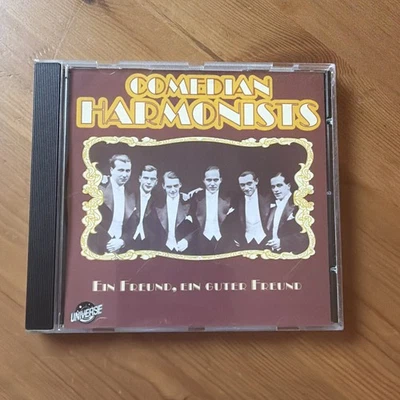 COMEDIAN
HARMONISTS
EIN FREUND, EIN GUTER FREUND
UNIVERSE